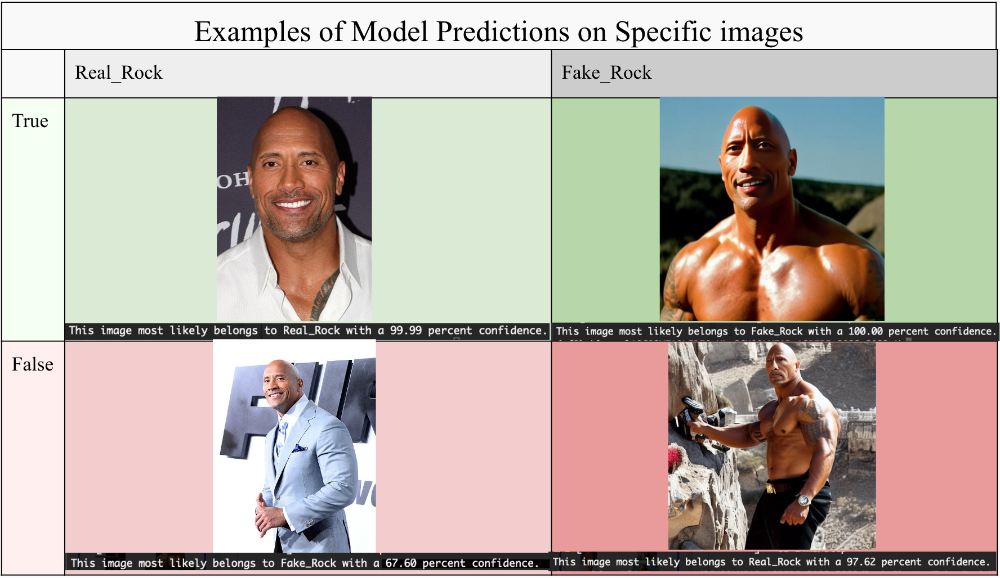 Examples of Model Predictions on Specific images
Real_Rock
Fake_Rock
True
OH
This image most likely belongs to Real_Rock with a 99.99 percent confidence.
This image most likely belongs to Fake_Rock with a 100.00 percent confidence.
False
This image most likely belongs to Fake_Rock with a 67.60 percent confidence.
This image most likely belongs to Real_Rock with a 97.62 percent confidence.